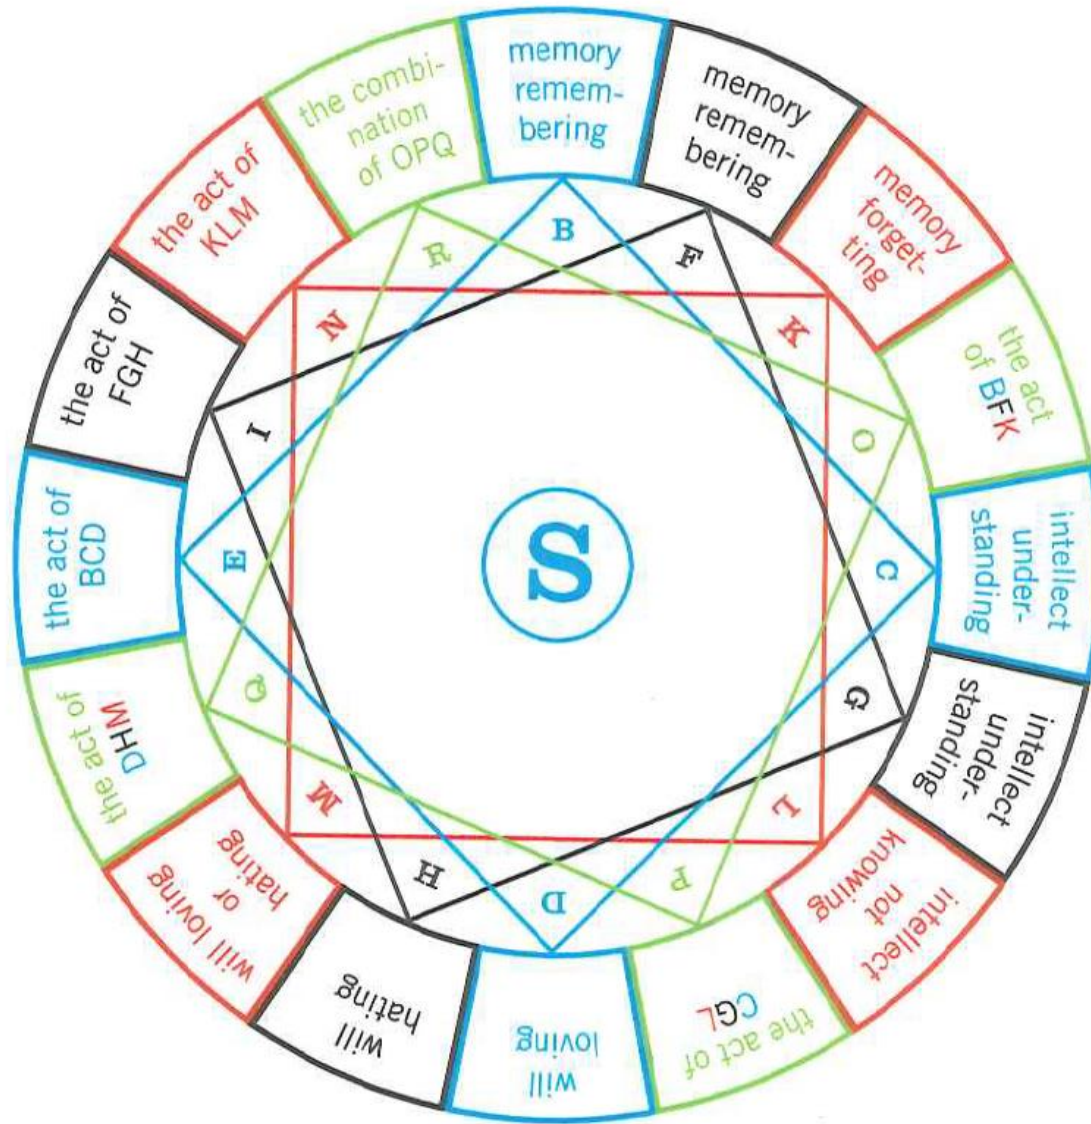 memory
remem-
bering
memory
remem-
bering
memory
forget-
ting
the act
of BFK
intellect
under-
standing
intellect
under-
standing
intellect
not
knowing
the act of
CGL
will
loving
will
hating
will loving
or
hating
the act of
DHM
the act of
BCD
the act of
FGH
the act of
KLM
the combi-
nation
of OPQ
B
F
K
O
C
G
L
P
D
H
M
Q
E
I
N
R
S